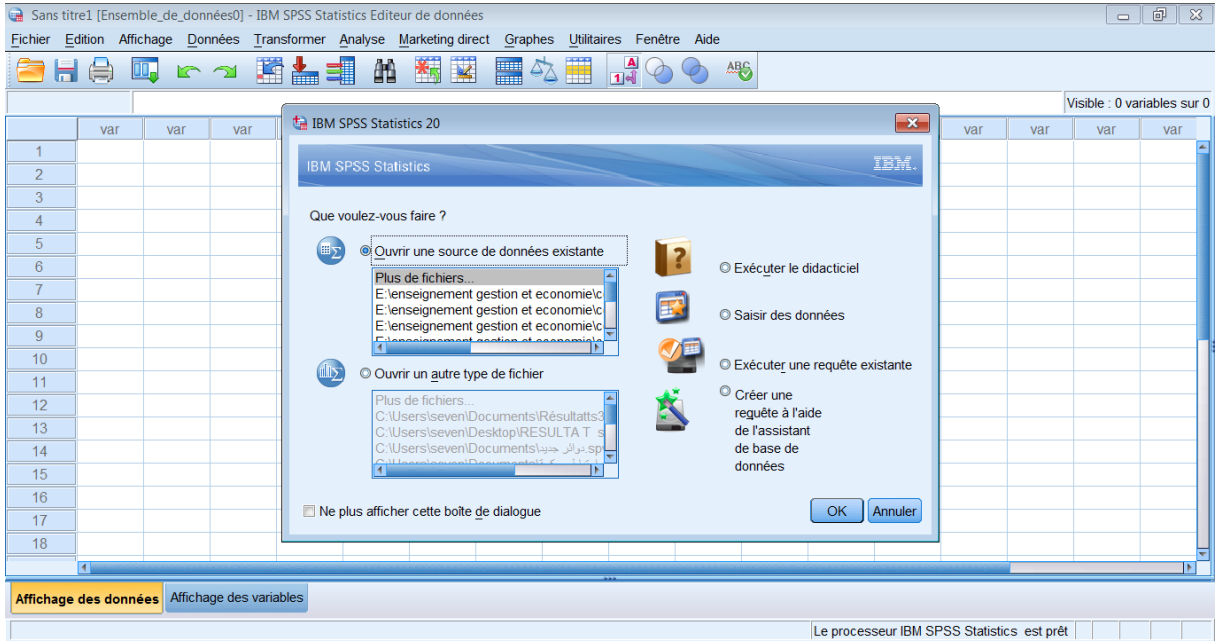 Sans titre1 [Ensemble_de_données0] - IBM SPSS Statistics Editeur de données
Fichier Edition Affichage Données Transformer Analyse Marketing direct Graphes Utilitaires Fenêtre Aide
Visible : 0 variables sur 0
var var var var var var var
1
2
3
4
5
6
7
8
9
10
11
12
13
14
15
16
17
18
IBM SPSS Statistics 20
IBM SPSS Statistics IBM.
Que voulez-vous faire ?
Ouvrir une source de données existante
Plus de fichiers...
E:\enseignement gestion et economie\c
E:\enseignement gestion et economie\c
E:\enseignement gestion et economie\c
Ouvrir un autre type de fichier
Plus de fichiers...
C:\Users\seven\Documents\Résultatts3
C:\Users\seven\Desktop\RESULTA T s
C:\Users\seven\Documents\دوائر جديد.sp
Exécuter le didacticiel
Saisir des données
Exécuter une requête existante
Créer une
requête à l'aide
de l'assistant
de base de
données
Ne plus afficher cette boîte de dialogue
OK Annuler
Affichage des données Affichage des variables
Le processeur IBM SPSS Statistics est prêt